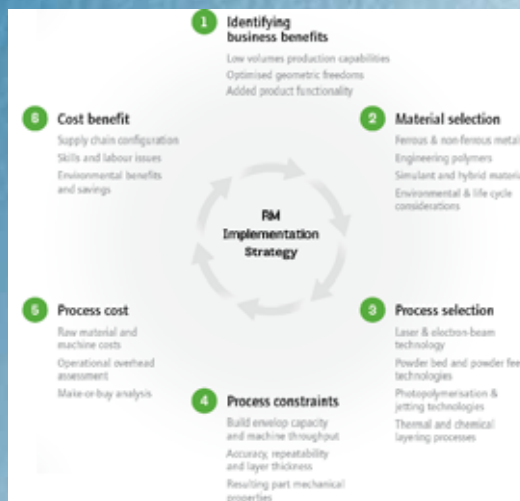 1 Identifying
business benefits
Low volumes production capabilities
Optimised geometric freedoms
Added product functionality
2 Material selection
Ferrous & non-ferrous metal
Engineering polymers
Simulant and hybrid materia
Environmental & life cycle
considerations
3 Process selection
Laser & electron-beam
technology
Powder bed and powder fee
technologies
Photopolymerisation &
jetting technologies
Thermal and chemical
layering processes
4 Process constraints
Build envelop capacity
and machine throughput
Accuracy, repeatability
and layer thickness
Resulting part mechanical
properties
5 Process cost
Raw material and
machine costs
Operational overhead
assessment
Make-or-buy analysis
6 Cost benefit
Supply chain configuration
Skills and labour issues
Environmental benefits
and savings
RM
Implementation
Strategy